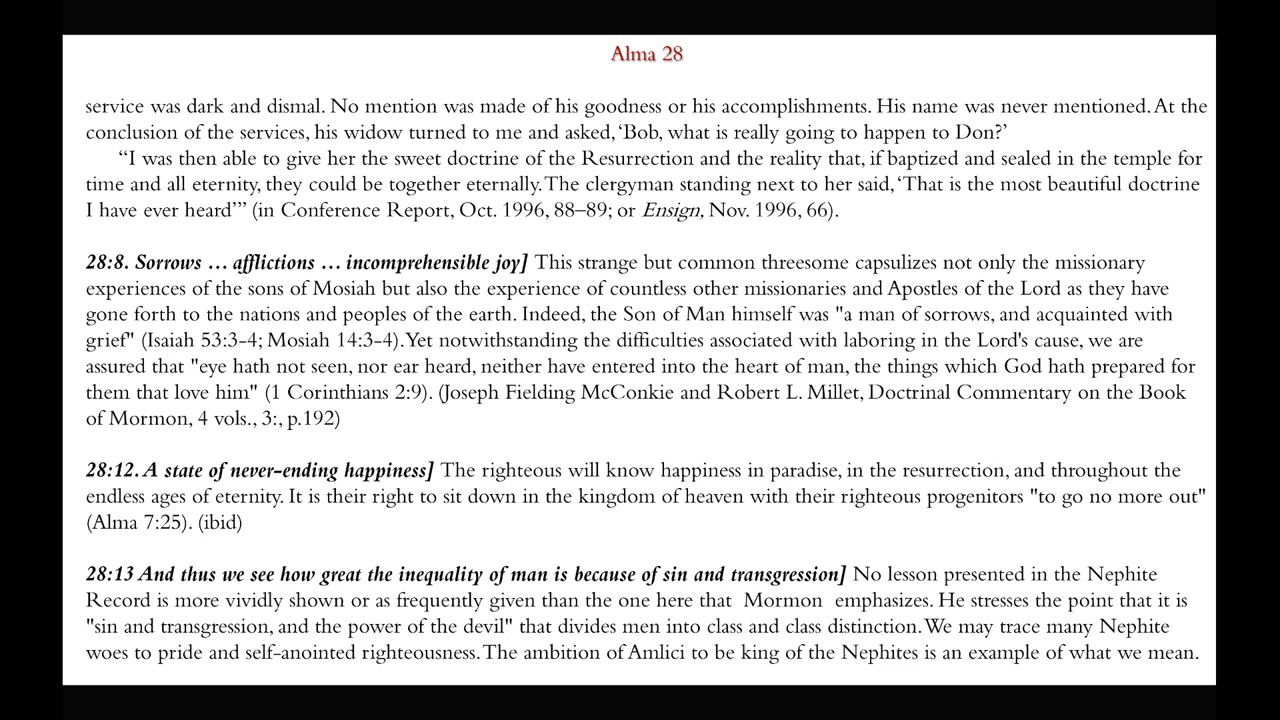 Alma 28
service was dark and dismal. No mention was made of his goodness or his accomplishments. His name was never mentioned. At the
conclusion of the services, his widow turned to me and asked, ‘Bob, what is really going to happen to Don?’
“I was then able to give her the sweet doctrine of the Resurrection and the reality that, if baptized and sealed in the temple for
time and all eternity, they could be together eternally. The clergyman standing next to her said, ‘That is the most beautiful doctrine
I have ever heard’” (in Conference Report, Oct. 1996, 88–89; or Ensign, Nov. 1996, 66).
28:8. Sorrows … afflictions … incomprehensible joy] This strange but common threesome capsulizes not only the missionary
experiences of the sons of Mosiah but also the experience of countless other missionaries and Apostles of the Lord as they have
gone forth to the nations and peoples of the earth. Indeed, the Son of Man himself was "a man of sorrows, and acquainted with
grief" (Isaiah 53:3-4; Mosiah 14:3-4). Yet notwithstanding the difficulties associated with laboring in the Lord's cause, we are
assured that "eye hath not seen, nor ear heard, neither have entered into the heart of man, the things which God hath prepared for
them that love him" (1 Corinthians 2:9). (Joseph Fielding McConkie and Robert L. Millet, Doctrinal Commentary on the Book
of Mormon, 4 vols., 3:, p.192)
28:12. A state of never-ending happiness] The righteous will know happiness in paradise, in the resurrection, and throughout the
endless ages of eternity. It is their right to sit down in the kingdom of heaven with their righteous progenitors "to go no more out"
(Alma 7:25). (ibid)
28:13 And thus we see how great the inequality of man is because of sin and transgression] No lesson presented in the Nephite
Record is more vividly shown or as frequently given than the one here that Mormon emphasizes. He stresses the point that it is
"sin and transgression, and the power of the devil" that divides men into class and class distinction. We may trace many Nephite
woes to pride and self-anointed righteousness. The ambition of Amlici to be king of the Nephites is an example of what we mean.